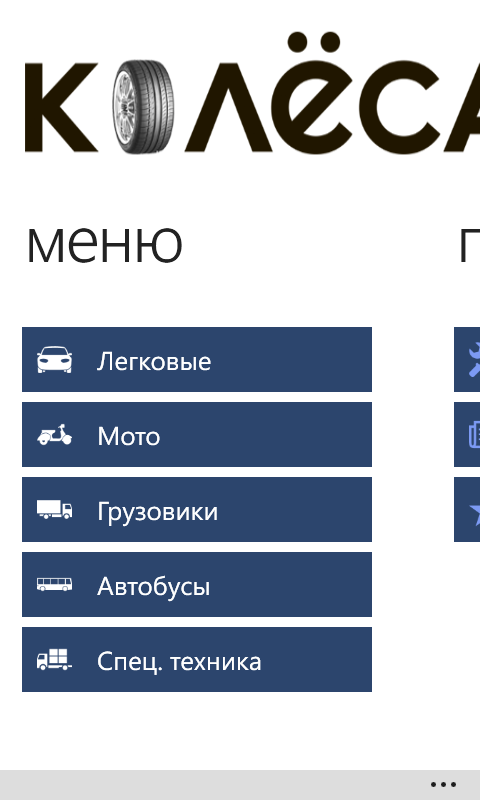 КОЛЁСА
меню
Легковые
Мото
Грузовики
Автобусы
Спец. техника